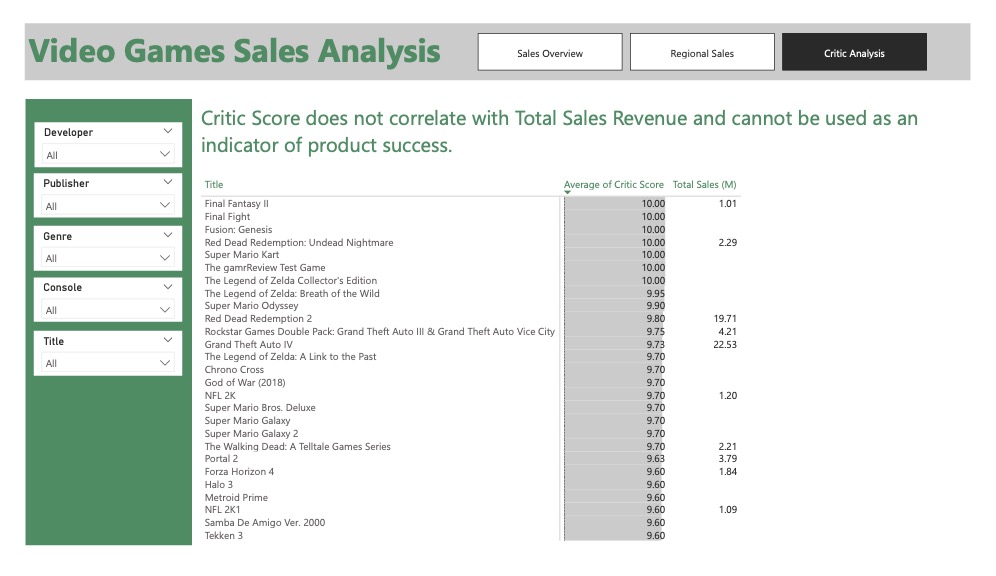 Video Games Sales Analysis
Sales Overview
Regional Sales
Critic Analysis
Developer
All
Publisher
All
Genre
All
Console
All
Title
All
Critic Score does not correlate with Total Sales Revenue and cannot be used as an
indicator of product success.
Title Average of Critic Score Total Sales (M)
Final Fantasy II 10.00 1.01
Final Fight 10.00
Fusion: Genesis 10.00
Red Dead Redemption: Undead Nightmare 10.00 2.29
Super Mario Kart 10.00
The gamrReview Test Game 10.00
The Legend of Zelda Collector's Edition 10.00
The Legend of Zelda: Breath of the Wild 9.95
Super Mario Odyssey 9.90
Red Dead Redemption 2 9.80 19.71
Rockstar Games Double Pack: Grand Theft Auto III & Grand Theft Auto Vice City 9.75 4.21
Grand Theft Auto IV 9.73 22.53
The Legend of Zelda: A Link to the Past 9.70
Chrono Cross 9.70
God of War (2018) 9.70
NFL 2K 9.70 1.20
Super Mario Bros. Deluxe 9.70
Super Mario Galaxy 9.70
Super Mario Galaxy 2 9.70
The Walking Dead: A Telltale Games Series 9.70 2.21
Portal 2 9.63 3.79
Forza Horizon 4 9.60 1.84
Halo 3 9.60
Metroid Prime 9.60
NFL 2K1 9.60 1.09
Samba De Amigo Ver. 2000 9.60
Tekken 3 9.60